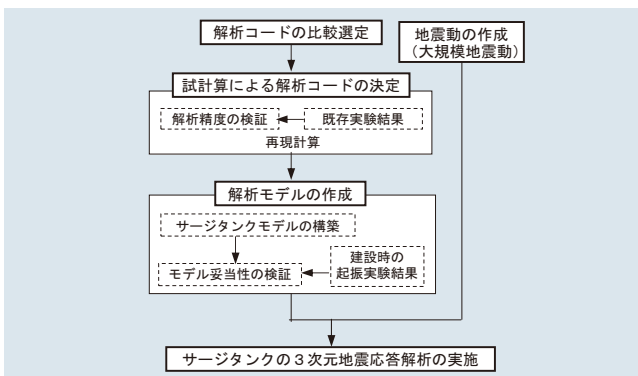 解析コードの比較選定
地震動の作成
（大規模地震動）
試計算による解析コードの決定
解析精度の検証
既存実験結果
再現計算
解析モデルの作成
サージタンクモデルの構築
モデル妥当性の検証
建設時の
起振実験結果
サージタンクの３次元地震応答解析の実施